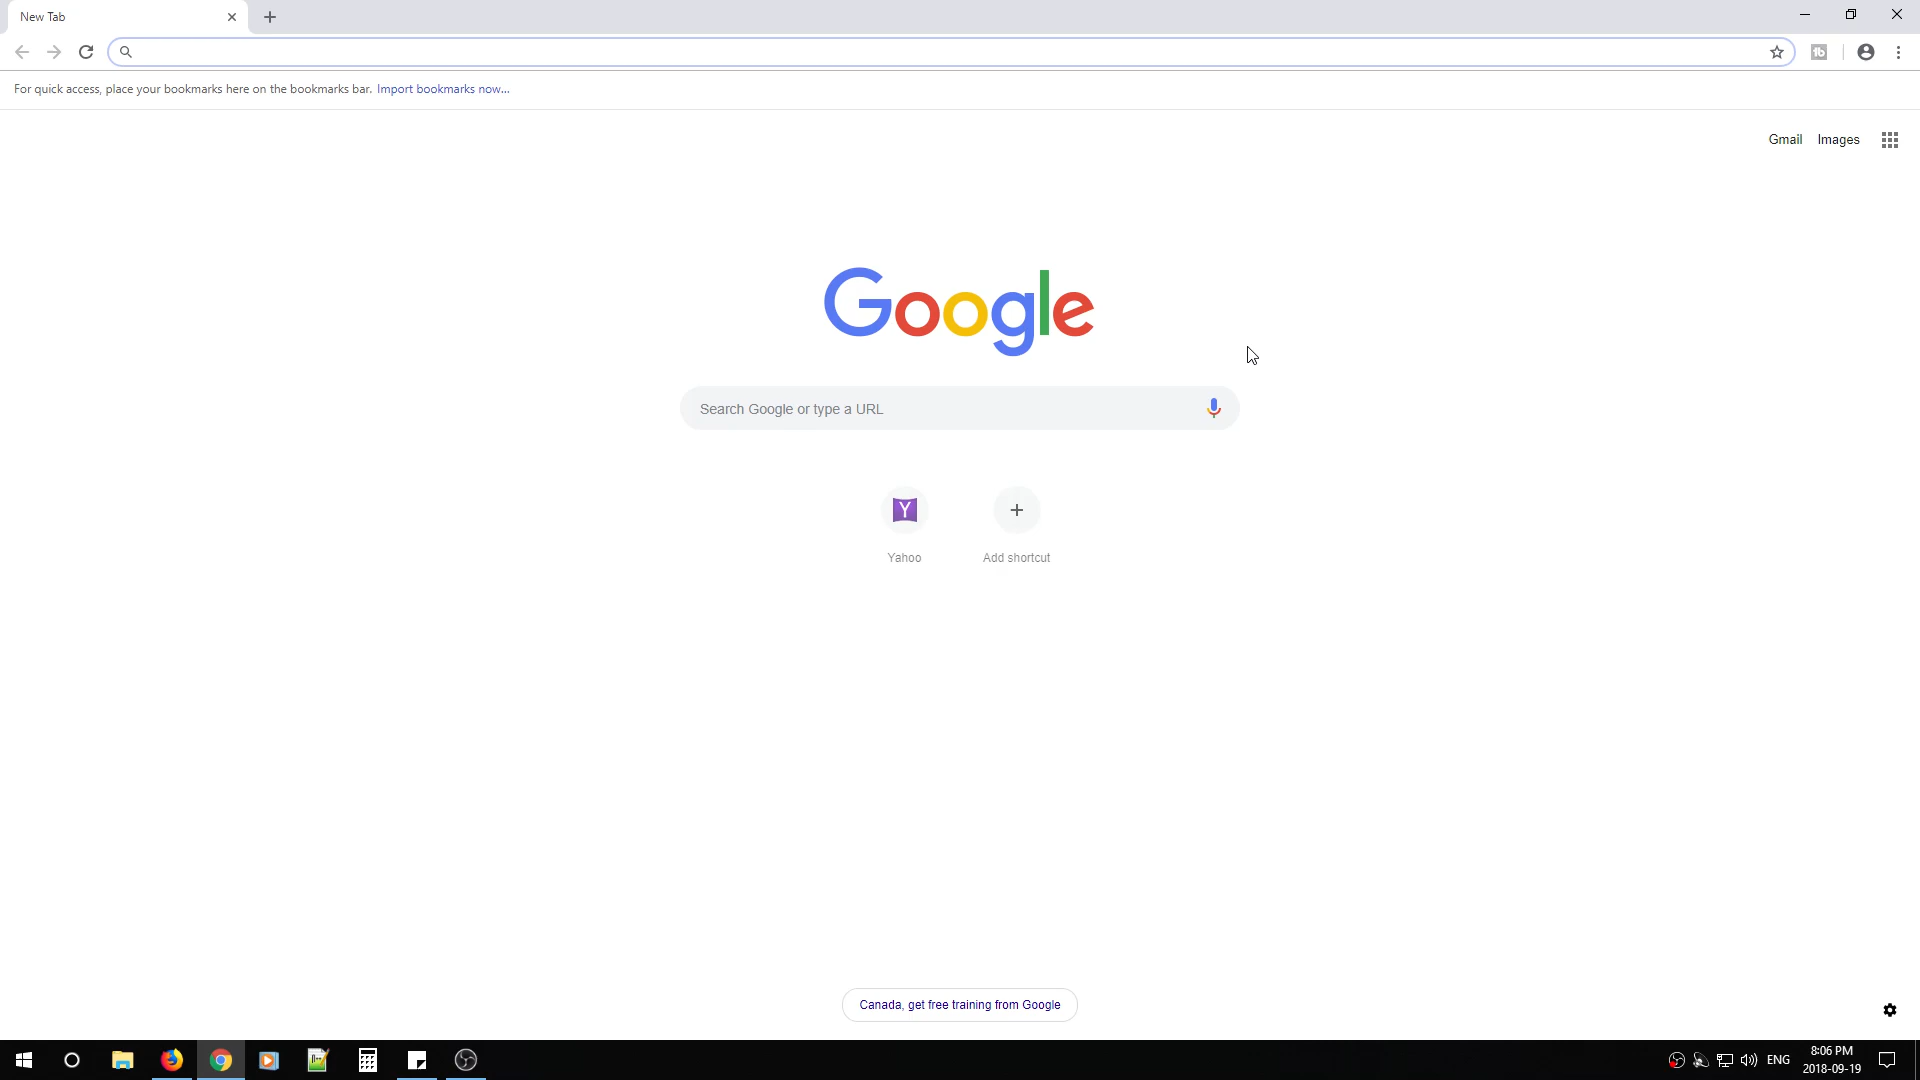 New Tab
For quick access, place your bookmarks here on the bookmarks bar. Import bookmarks now...
Gmail Images
Google
Search Google or type a URL
Y
Yahoo
Add shortcut
Canada, get free training from Google
ENG
8:06 PM
2018-09-19